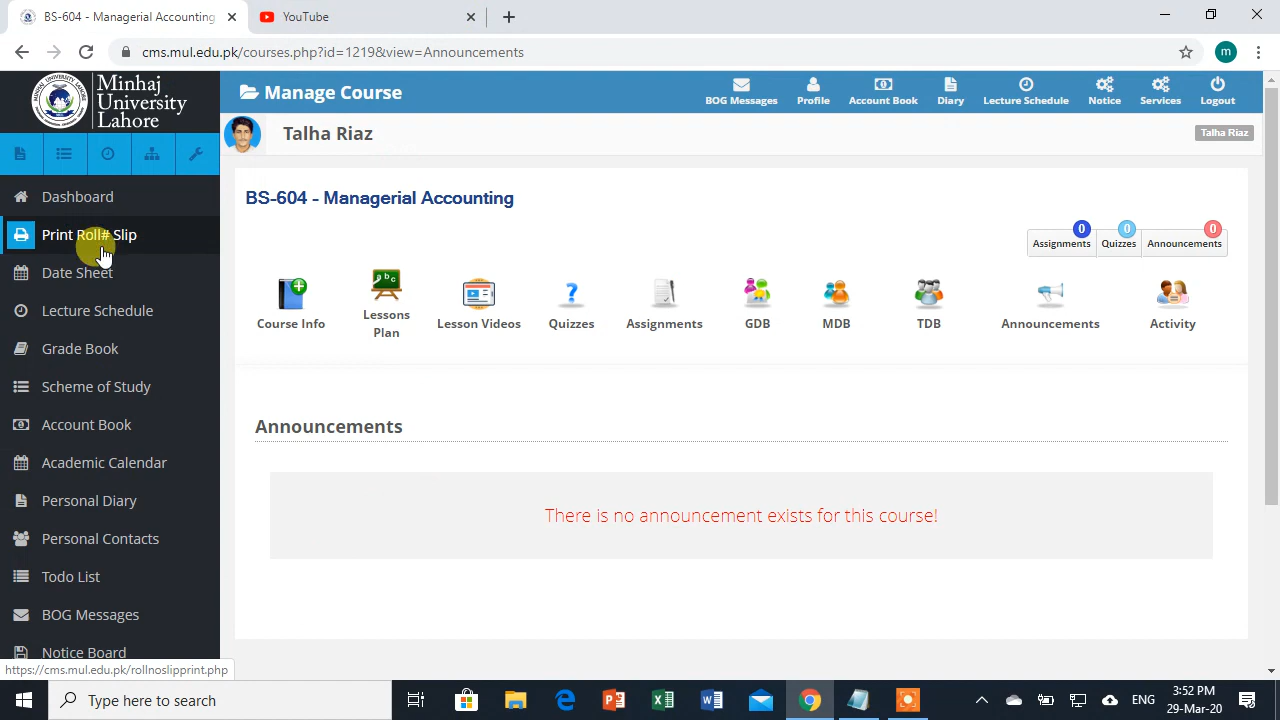 BS-604 - Managerial Accounting
YouTube
cms.mul.edu.pk/courses.php?id=1219&view=Announcements
m
Minhaj
University
Lahore
Manage Course
BOG Messages
Profile
Account Book
Diary
Lecture Schedule
Notice
Services
Logout
Talha Riaz
Talha Riaz
Dashboard
Print Roll# Slip
Date Sheet
Lecture Schedule
Grade Book
Scheme of Study
Account Book
Academic Calendar
Personal Diary
Personal Contacts
Todo List
BOG Messages
Notice Board
BS-604 - Managerial Accounting
0
0
0
Assignments
Quizzes
Announcements
Course Info
Lessons
Plan
Lesson Videos
Quizzes
Assignments
GDB
MDB
TDB
Announcements
Activity
Announcements
There is no announcement exists for this course!
https://cms.mul.edu.pk/rollnoslipprint.php
Type here to search
ENG
3:52 PM
29-Mar-20